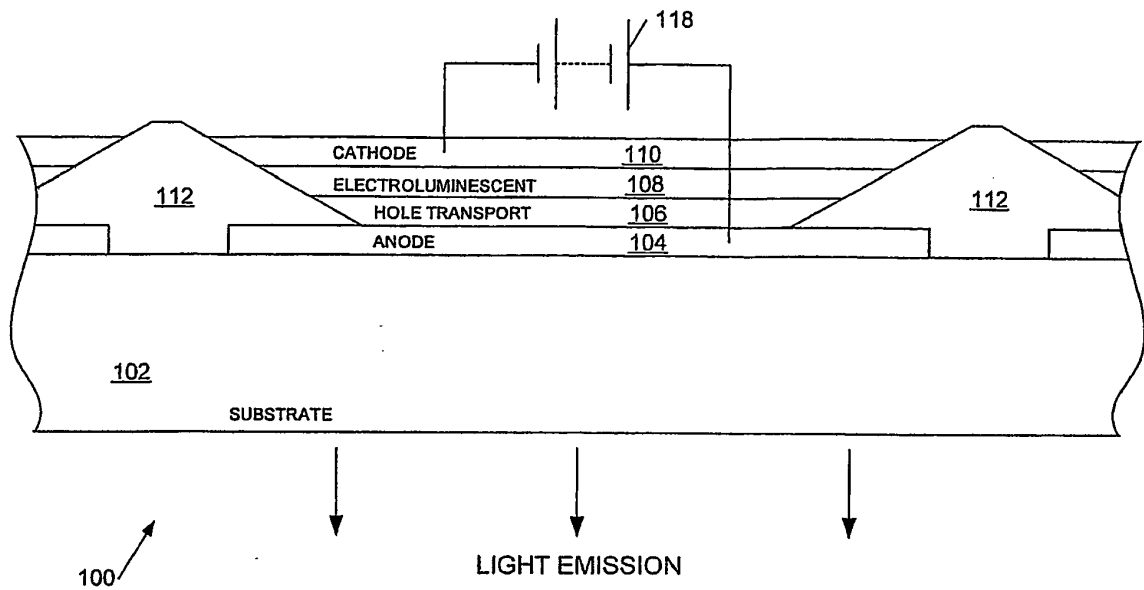 118
CATHODE 110
ELECTROLUMINESCENT 108
112 HOLE TRANSPORT 106 112
ANODE 104
102
SUBSTRATE
LIGHT EMISSION
100